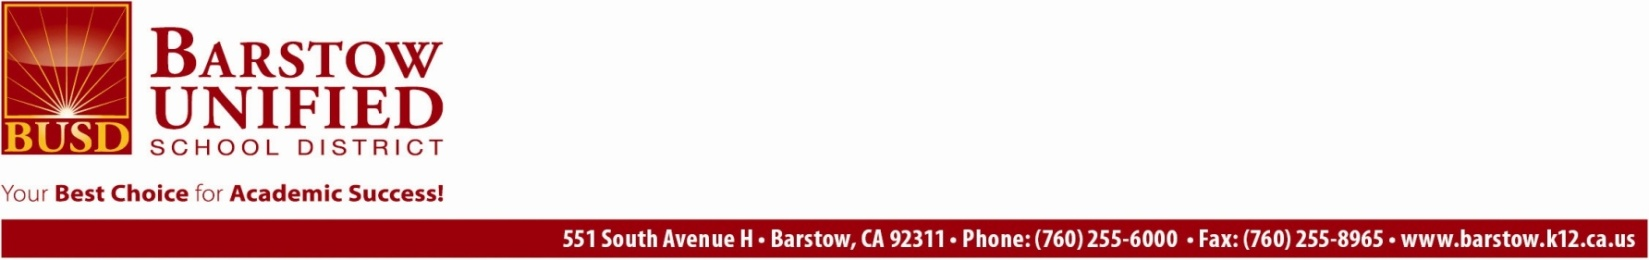 BUSD
BARSTOW
UNIFIED
SCHOOL DISTRICT
Your Best Choice for Academic Success!
551 South Avenue H • Barstow, CA 92311 • Phone: (760) 255-6000 • Fax: (760) 255-8965 • www.barstow.k12.ca.us